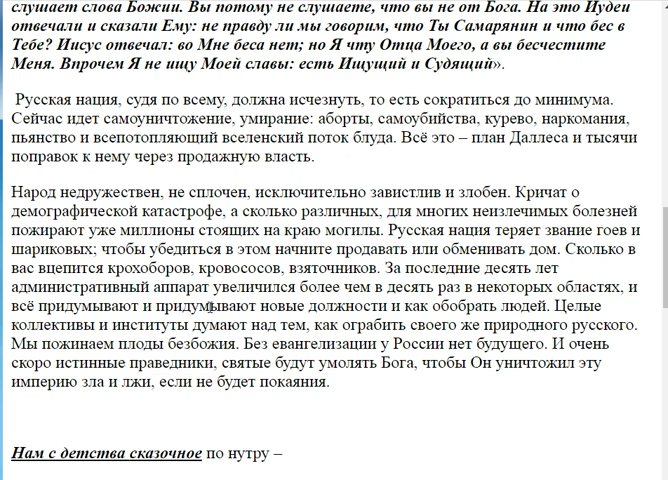 слушает слова Божии. Вы потому не слушаете, что вы не от Бога. На это Иудеи
отвечали и сказали Ему: не правду ли мы говорим, что Ты Самарянин и что бес в
Тебе? Иисус отвечал: во Мне беса нет; но Я чту Отца Моего, а вы бесчестите
Меня. Впрочем Я не ищу Моей славы: есть Ищущий и Судящий».
Русская нация, судя по всему, должна исчезнуть, то есть сократиться до минимума.
Сейчас идет самоуничтожение, умирание: аборты, самоубийства, курево, наркомания,
пьянство и всепотопляющий вселенский поток блуда. Всё это – план Даллеса и тысячи
поправок к нему через продажную власть.
Народ недружествен, не сплочен, исключительно завистлив и злобен. Кричат о
демографической катастрофе, а сколько различных, для многих неизлечимых болезней
пожирают уже миллионы стоящих на краю могилы. Русская нация теряет звание гоев и
шариковых; чтобы убедиться в этом начните продавать или обменивать дом. Сколько в
вас вцепится крохоборов, кровососов, взяточников. За последние десять лет
административный аппарат увеличился более чем в десять раз в некоторых областях, и
всё придумывают и придумывают новые должности и как обобрать людей. Целые
коллективы и институты думают над тем, как ограбить своего же природного русского.
Мы пожинаем плоды безбожия. Без евангелизации у России нет будущего. И очень
скоро истинные праведники, святые будут умолять Бога, чтобы Он уничтожил эту
империю зла и лжи, если не будет покаяния.
Нам с детства сказочное по нутру –